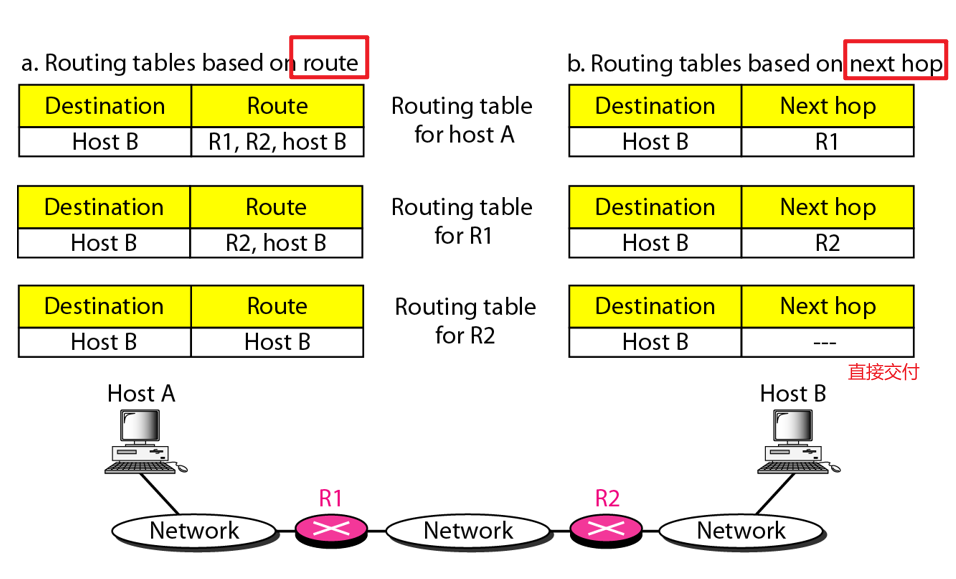 a. Routing tables based on route
b. Routing tables based on next hop
Destination Route
Host B R1, R2, host B
Routing table
for host A
Destination Next hop
Host B R1
Destination Route
Host B R2, host B
Routing table
for R1
Destination Next hop
Host B R2
Destination Route
Host B Host B
Routing table
for R2
Destination Next hop
Host B ---
直接交付
Host A
Host B
R1
R2
Network
Network
Network